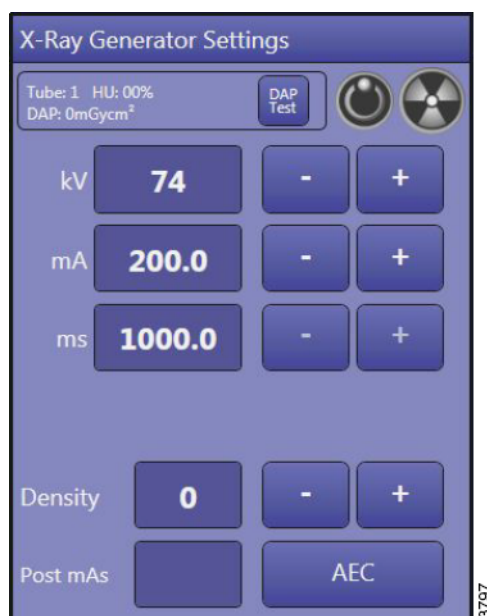 X-Ray Generator Settings
Tube: 1 HU: 00%
DAP: 0mGycm²
DAP
Test
kV 74 - +
mA 200.0 - +
ms 1000.0 - +
Density 0 - +
Post mAs AEC